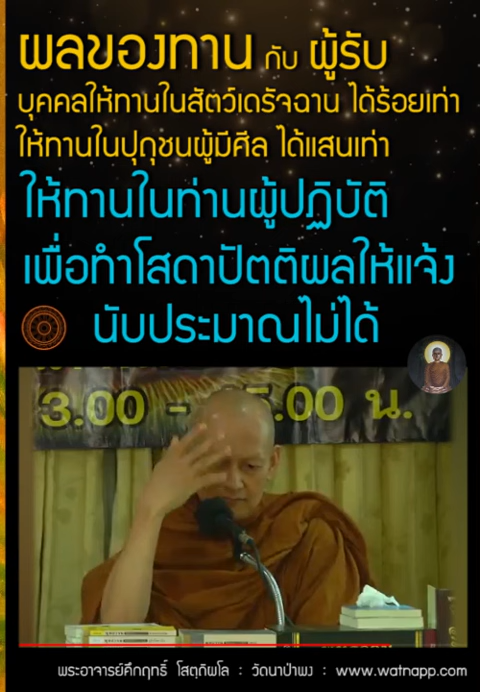 ผลของทาน กับ ผู้รับ
บุคคลให้ทานในสัตว์เดรัจฉาน ได้ร้อยเท่า
ให้ทานในปุถุชนผู้มีศีล ได้แสนเท่า
ให้ทานในท่านผู้ปฏิบัติ
เพื่อทำโสดาปัตติผลให้แจ้ง
นับประมาณไม่ได้
3.00 - .00 น.
พระอาจารย์คึกฤทธิ์ โสตฺถิผโล : วัดนาป่าพง : www.watnapp.com